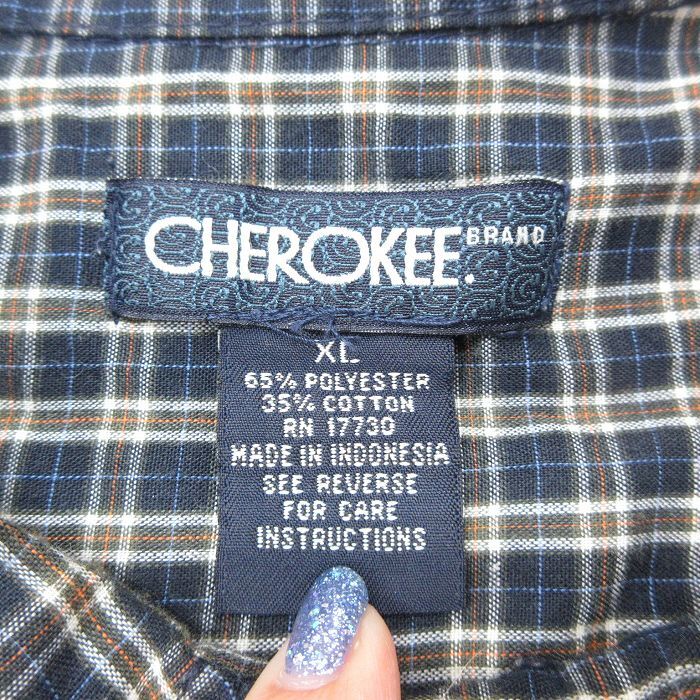 CHEROKEE. BRAND
XL
65% POLYESTER
35% COTTON
RN 17730
MADE IN INDONESIA
SEE REVERSE
FOR CARE
INSTRUCTIONS